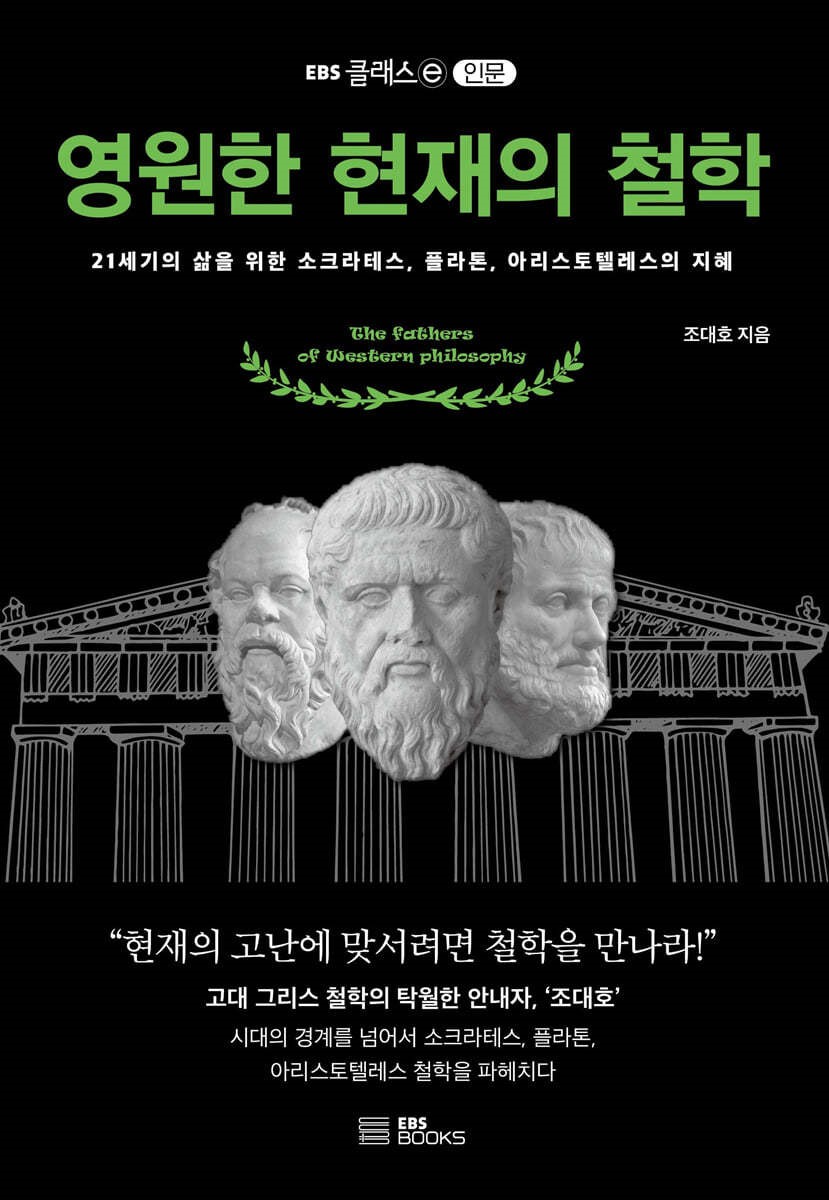 EBS 클래스 e 인문
영원한 현재의 철학
21세기의 삶을 위한 소크라테스, 플라톤, 아리스토텔레스의 지혜
The fathers
of Western philosophy
조대호 지음
“현재의 고난에 맞서려면 철학을 만나라!”
고대 그리스 철학의 탁월한 안내자, ‘조대호’
시대의 경계를 넘어서 소크라테스, 플라톤,
아리스토텔레스 철학을 파헤치다
EBS
BOOKS